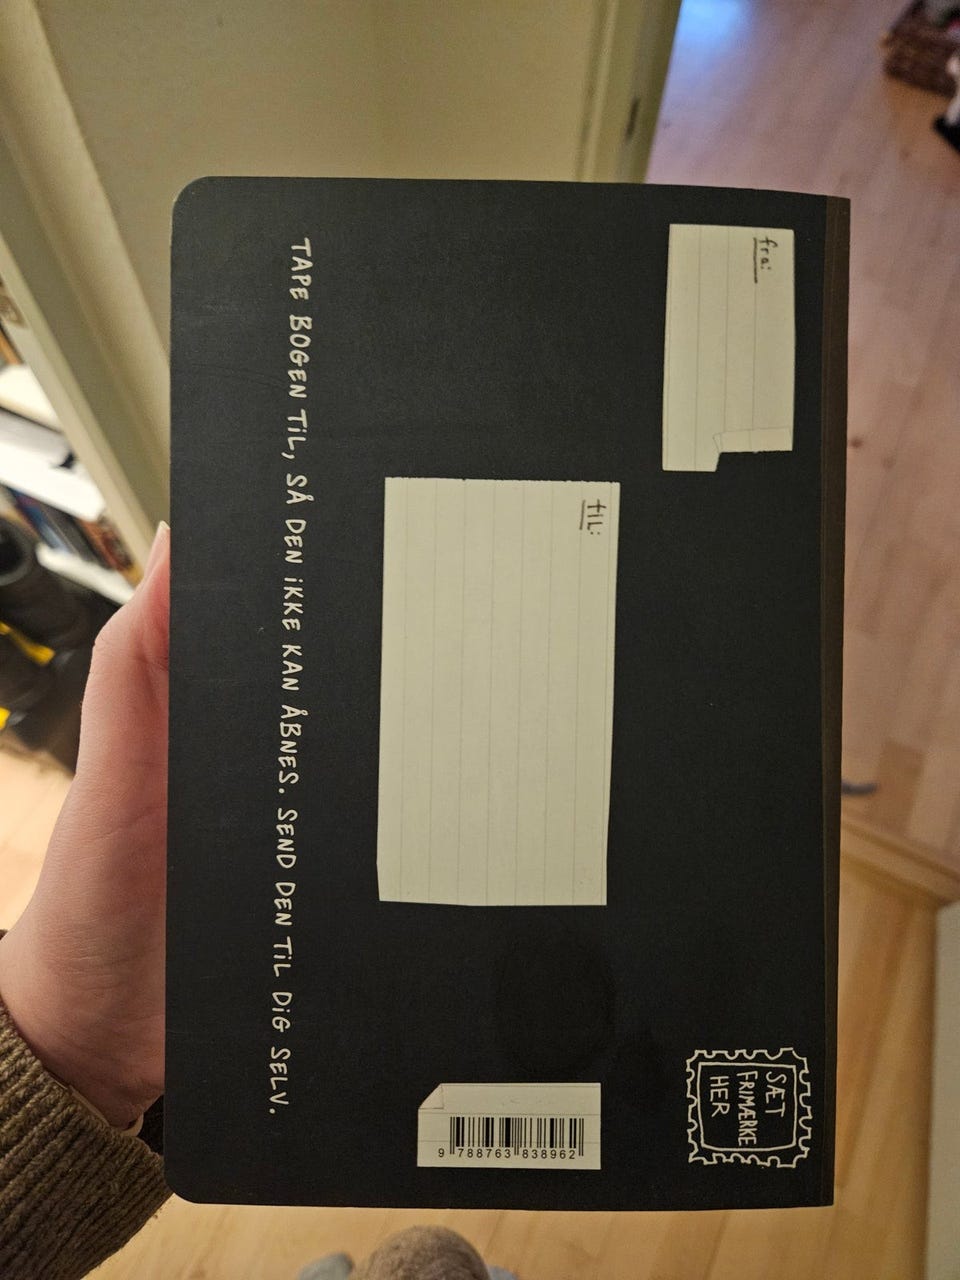 fra:
SÆT
FRIMÆRKE
HER
til:
TAPE BOGEN TiL, SÅ DEN iKKE KAN ÅBNES. SEND DEN TiL DiG SELV.
9 788763 838962